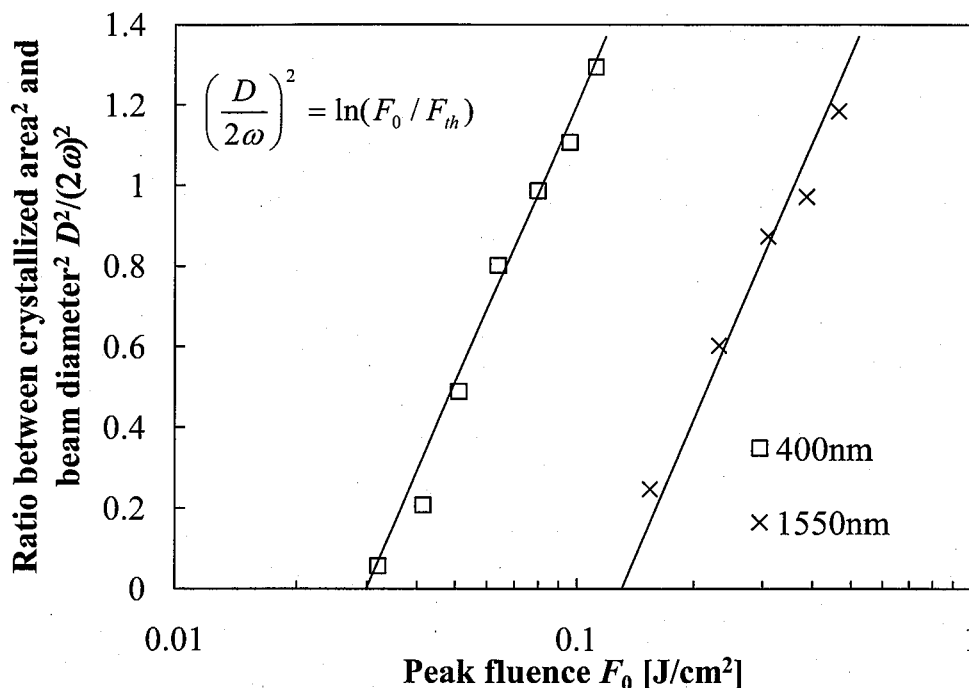 Ratio between crystallized area² and
beam diameter² D²/(2ω)²
1.4
1.2
1
0.8
0.6
0.4
0.2
0
(D/2ω)² = ln(F₀ / Fₜₕ)
400nm
1550nm
0.01
0.1
1
Peak fluence F₀ [J/cm²]